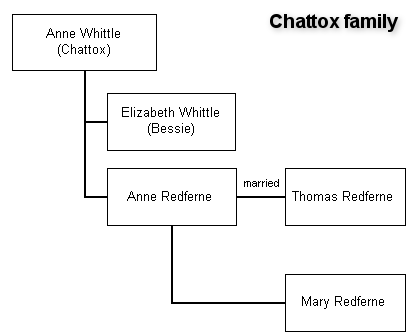 Chattox family
Anne Whittle
(Chattox)
Elizabeth Whittle
(Bessie)
Anne Redferne
married
Thomas Redferne
Mary Redferne